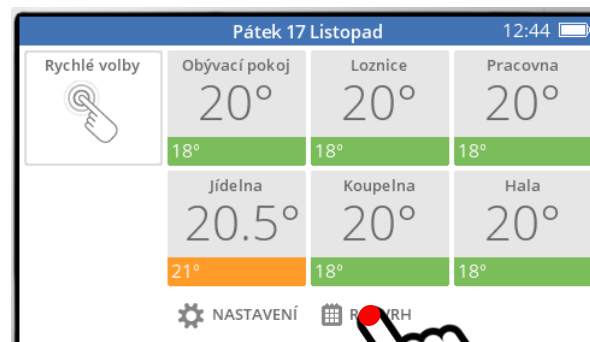 Pátek 17 Listopad 12:44
Rychlé volby
Obývací pokoj Loznice Pracovna
20° 20° 20°
18° 18° 18°
Jídelna Koupelna Hala
20.5° 20° 20°
21° 18° 18°
NASTAVENÍ